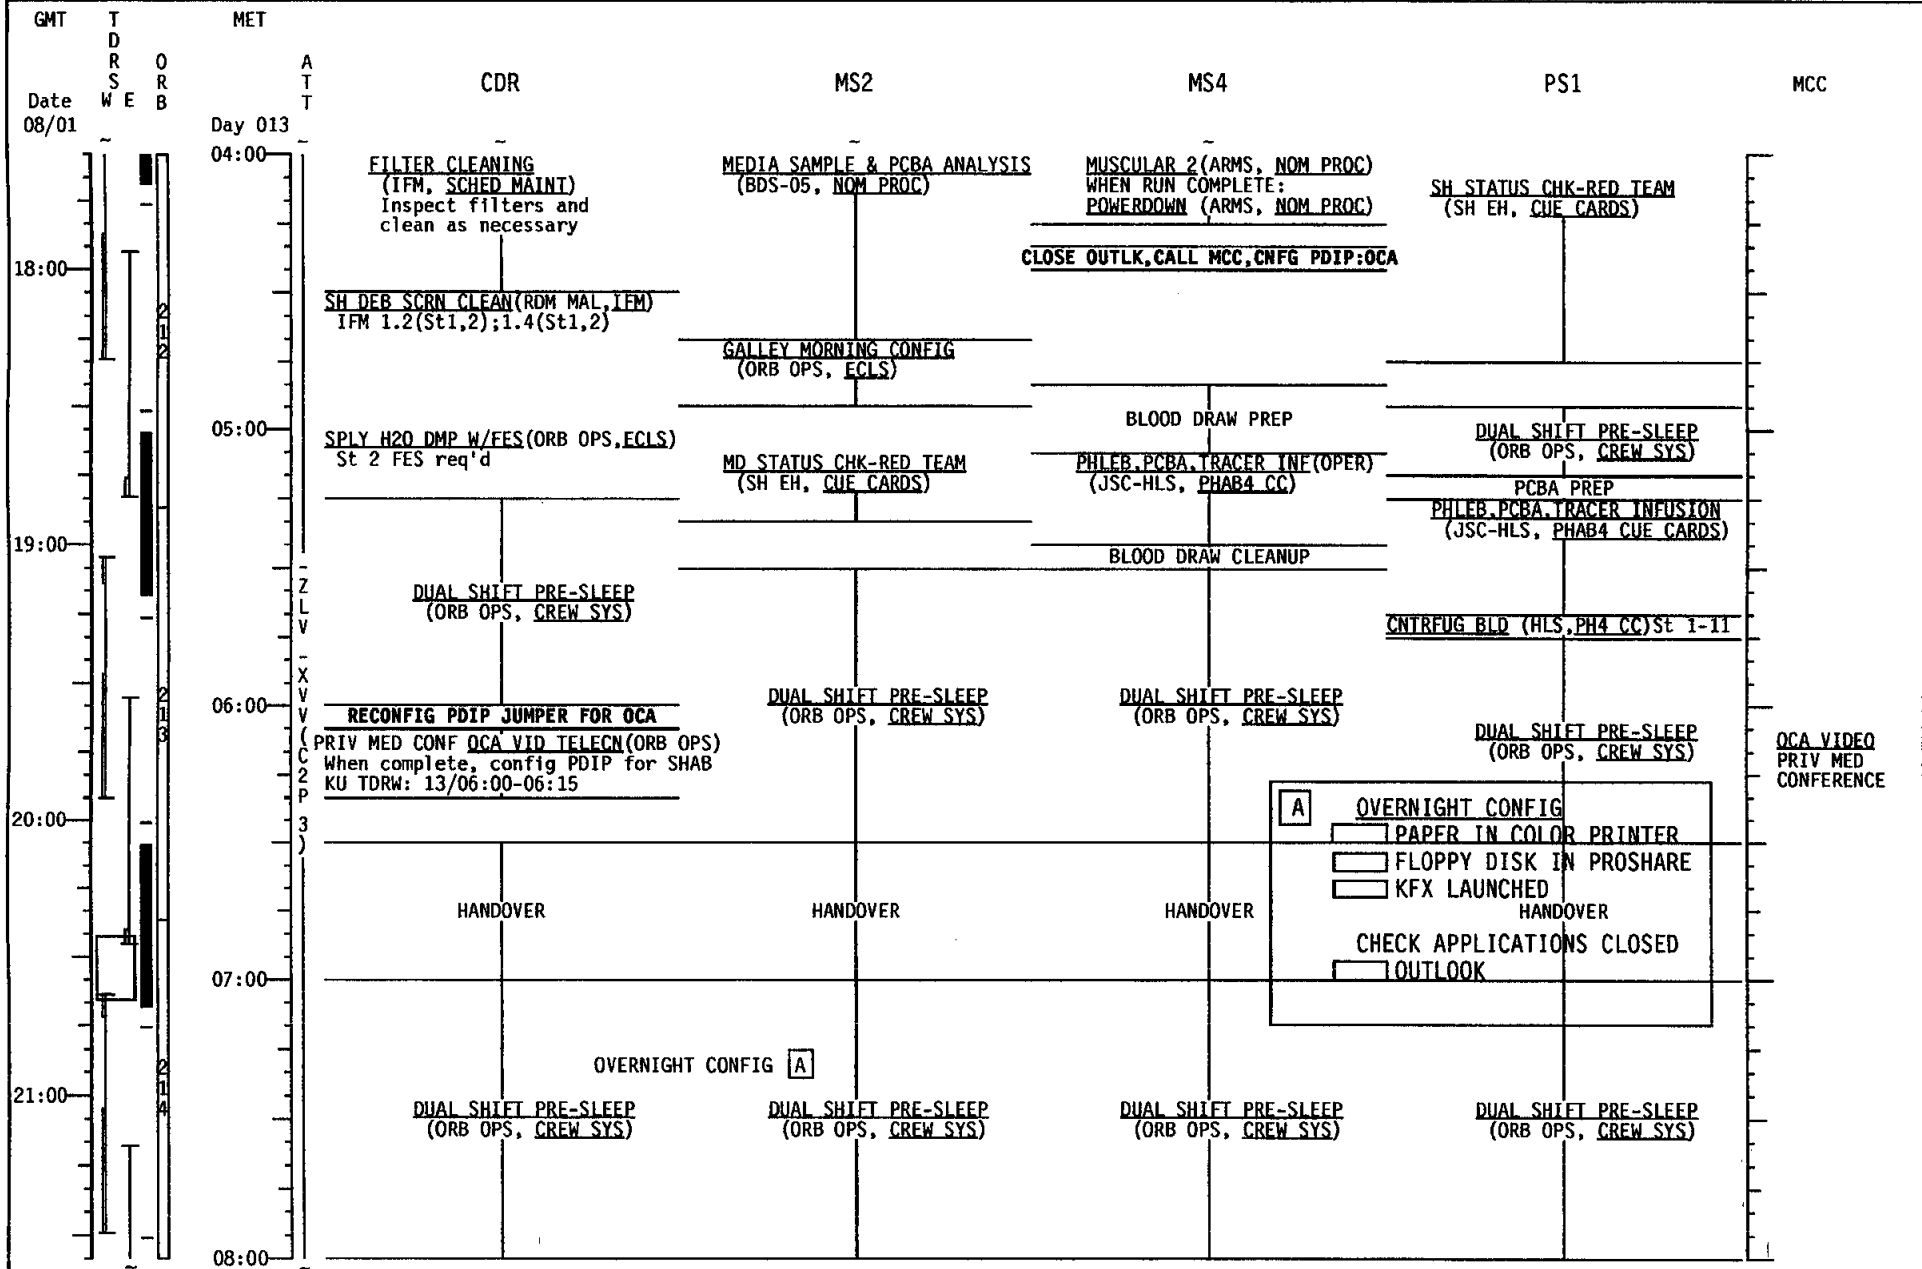 GMT
TDRS
W E
ORB
MET
ATT
CDR
MS2
MS4
PS1
MCC
Date
08/01
Day 013
04:00
FILTER CLEANING
(IFM, SCHED MAINT)
Inspect filters and
clean as necessary
MEDIA SAMPLE & PCBA ANALYSIS
(BDS-05, NOM PROC)
MUSCULAR 2(ARMS, NOM PROC)
WHEN RUN COMPLETE:
POWERDOWN (ARMS, NOM PROC)
SH STATUS CHK-RED TEAM
(SH EH, CUE CARDS)
CLOSE OUTLK,CALL MCC,CNFG PDIP:OCA
18:00
SH DEB SCRN CLEAN(RDM MAL,IFM)
IFM 1.2(St1,2);1.4(St1,2)
212
GALLEY MORNING CONFIG
(ORB OPS, ECLS)
BLOOD DRAW PREP
05:00
SPLY H2O DMP W/FES(ORB OPS,ECLS)
St 2 FES req'd
DUAL SHIFT PRE-SLEEP
(ORB OPS, CREW SYS)
MD STATUS CHK-RED TEAM
(SH EH, CUE CARDS)
PHLEB,PCBA,TRACER INF(OPER)
(JSC-HLS, PHAB4 CC)
PCBA PREP
PHLEB,PCBA,TRACER INFUSION
(JSC-HLS, PHAB4 CUE CARDS)
19:00
BLOOD DRAW CLEANUP
-ZLV -XVV(C2P 3)
DUAL SHIFT PRE-SLEEP
(ORB OPS, CREW SYS)
CNTRFUG BLD (HLS,PH4 CC)St 1-11
213
06:00
DUAL SHIFT PRE-SLEEP
(ORB OPS, CREW SYS)
DUAL SHIFT PRE-SLEEP
(ORB OPS, CREW SYS)
RECONFIG PDIP JUMPER FOR OCA
PRIV MED CONF OCA VID TELECN(ORB OPS)
When complete, config PDIP for SHAB
KU TDRW: 13/06:00-06:15
DUAL SHIFT PRE-SLEEP
(ORB OPS, CREW SYS)
OCA VIDEO
PRIV MED
CONFERENCE
20:00
A OVERNIGHT CONFIG
PAPER IN COLOR PRINTER
FLOPPY DISK IN PROSHARE
KFX LAUNCHED
HANDOVER
HANDOVER
HANDOVER
HANDOVER
CHECK APPLICATIONS CLOSED
OUTLOOK
07:00
214
OVERNIGHT CONFIG A
21:00
DUAL SHIFT PRE-SLEEP
(ORB OPS, CREW SYS)
DUAL SHIFT PRE-SLEEP
(ORB OPS, CREW SYS)
DUAL SHIFT PRE-SLEEP
(ORB OPS, CREW SYS)
DUAL SHIFT PRE-SLEEP
(ORB OPS, CREW SYS)
08:00